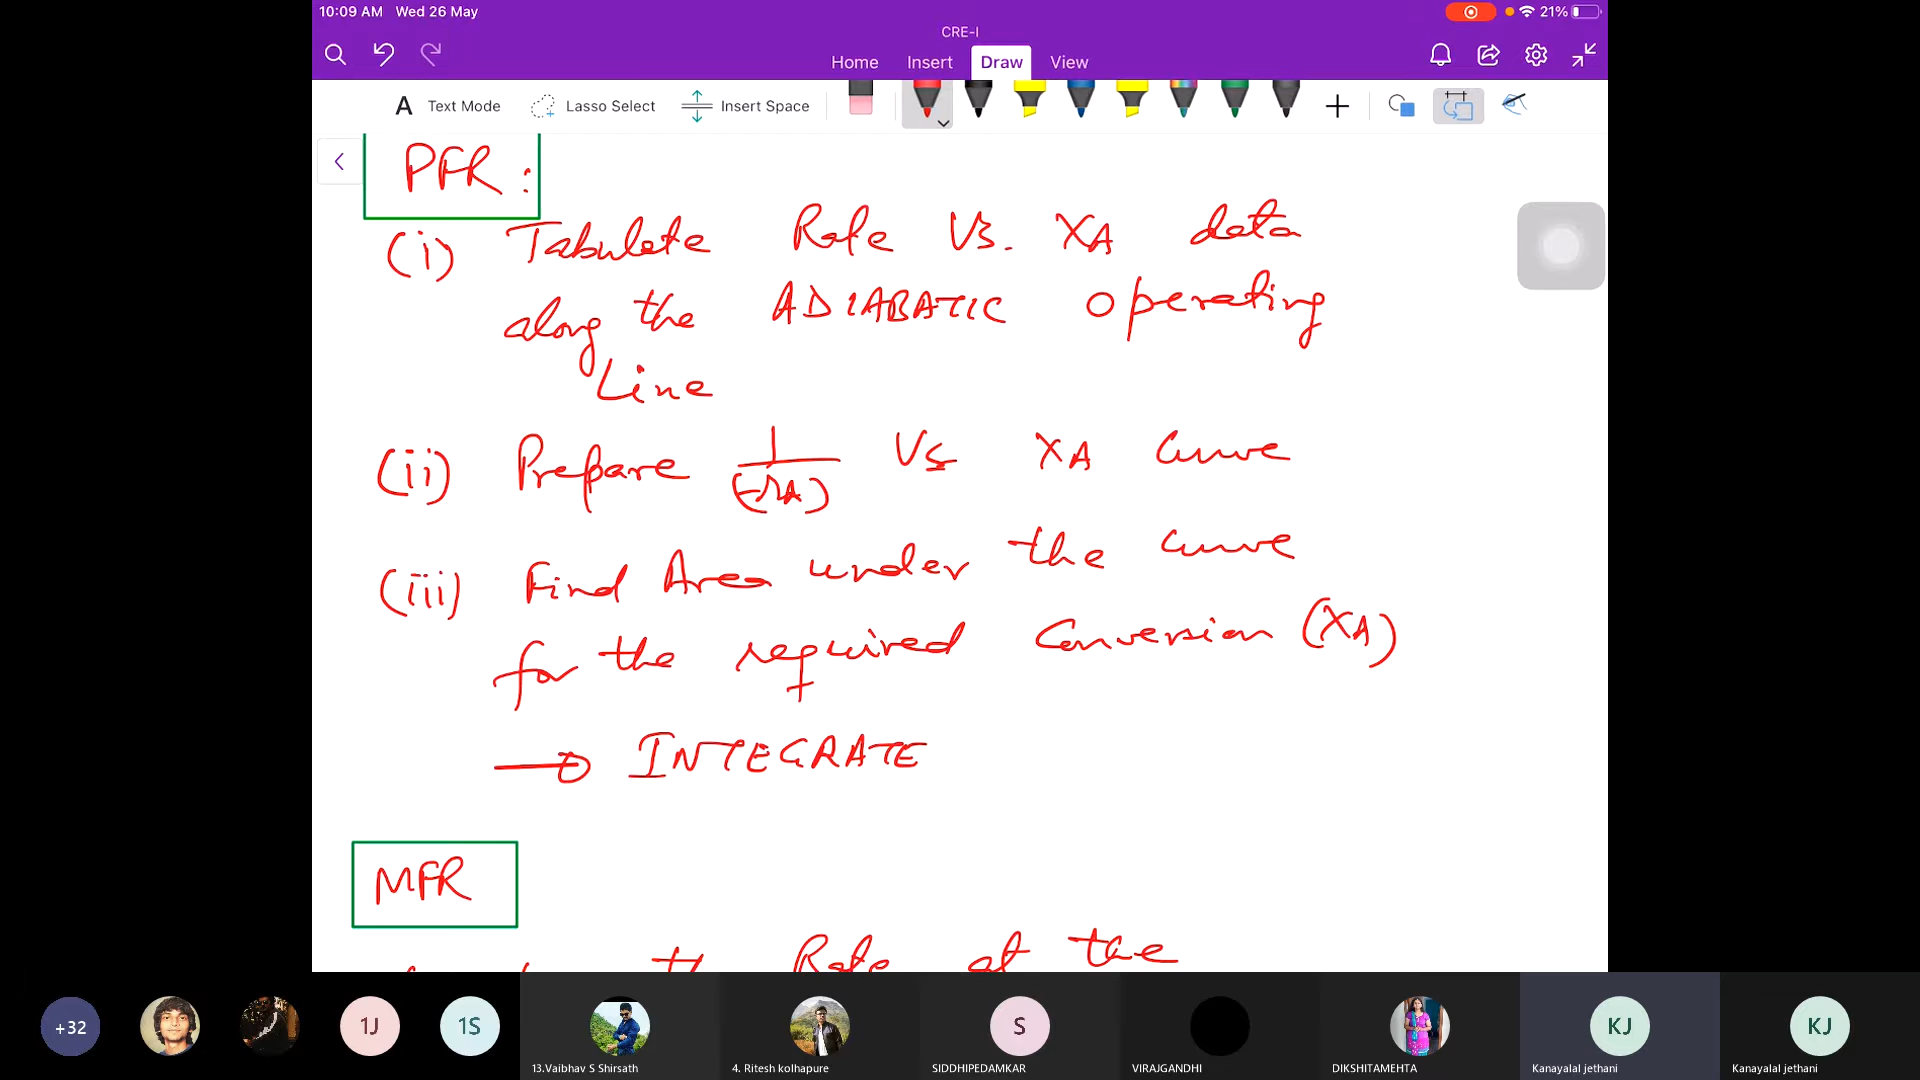 10:09 AM Wed 26 May
21%
CRE-I
Home Insert Draw View
A Text Mode Lasso Select Insert Space
PFR :
(i) Tabulate Rate Vs. XA data
along the ADIABATIC operating
Line
(ii) Prepare 1/(-rA) Vs XA Curve
(iii) Find Area under the curve
for the required Conversion (XA)
→ INTEGRATE
MFR
Rate at the
+32 1J 1S S KJ KJ
13.Vaibhav S Shirsath 4. Ritesh kolhapure SIDDHIPEDAMKAR VIRAJGANDHI DIKSHITAMEHTA Kanayalal jethani Kanayalal jethani